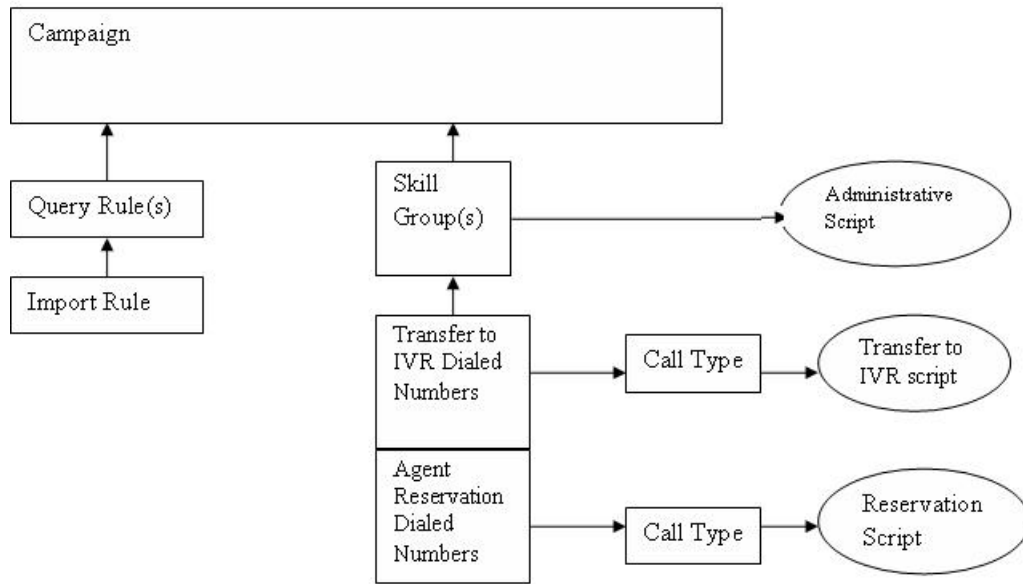 Campaign
Query Rule(s)
Import Rule
Skill
Group(s)
Administrative
Script
Transfer to
IVR Dialed
Numbers
Call Type
Transfer to
IVR script
Agent
Reservation
Dialed
Numbers
Call Type
Reservation
Script